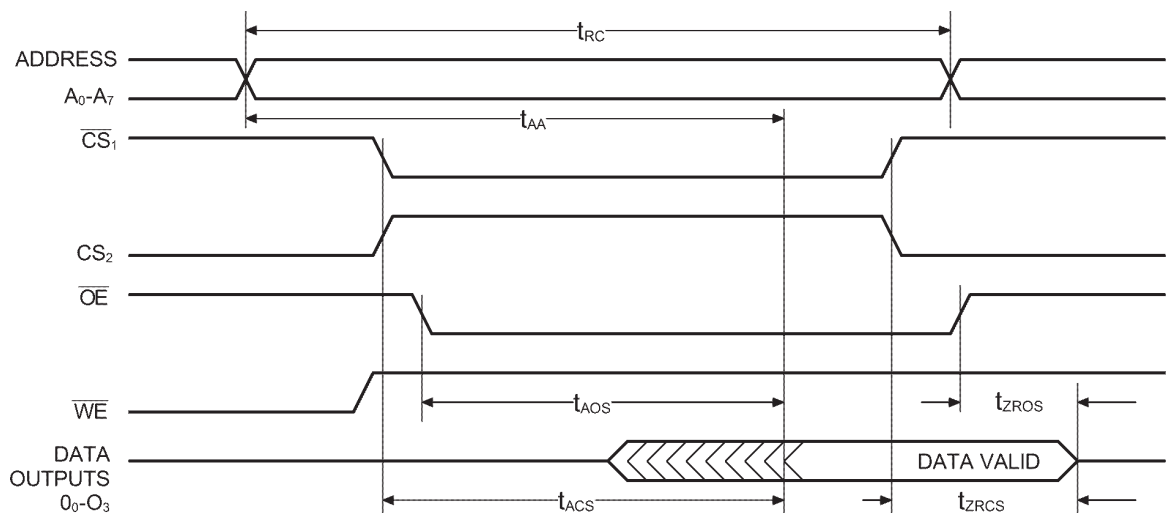 tRC
ADDRESS
A0-A7
tAA
CS1
CS2
OE
WE
tAOS
tZROS
DATA
OUTPUTS
DATA VALID
00-O3
tACS
tZRCS